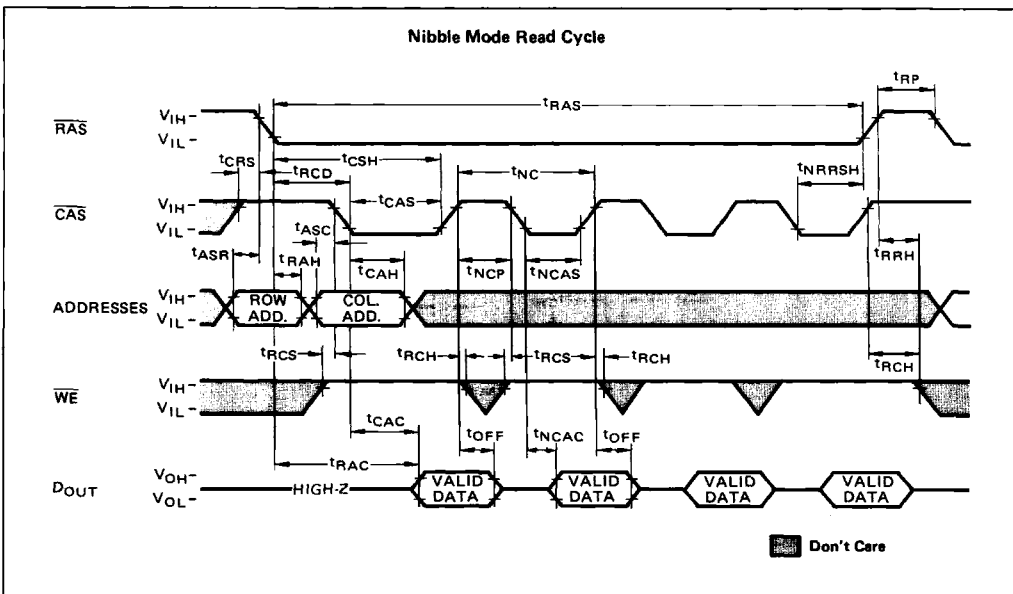 Nibble Mode Read Cycle
tRP
tRAS
RAS
VIH-
VIL-
tCRS
tCSH
tRCD
tNC
tNRRSH
CAS
VIH-
VIL-
tCAS
tASC
tASR
tRAH
tCAH
tNCP
tNCAS
tRRH
ADDRESSES
VIH-
VIL-
ROW
ADD.
COL.
ADD.
tRCS
tRCH
tRCS
tRCH
tRCH
WE
VIH-
VIL-
tCAC
tOFF
tNCAC
tOFF
tRAC
DOUT
VOH-
VOL-
HIGH-Z
VALID
DATA
VALID
DATA
VALID
DATA
VALID
DATA
Don't Care